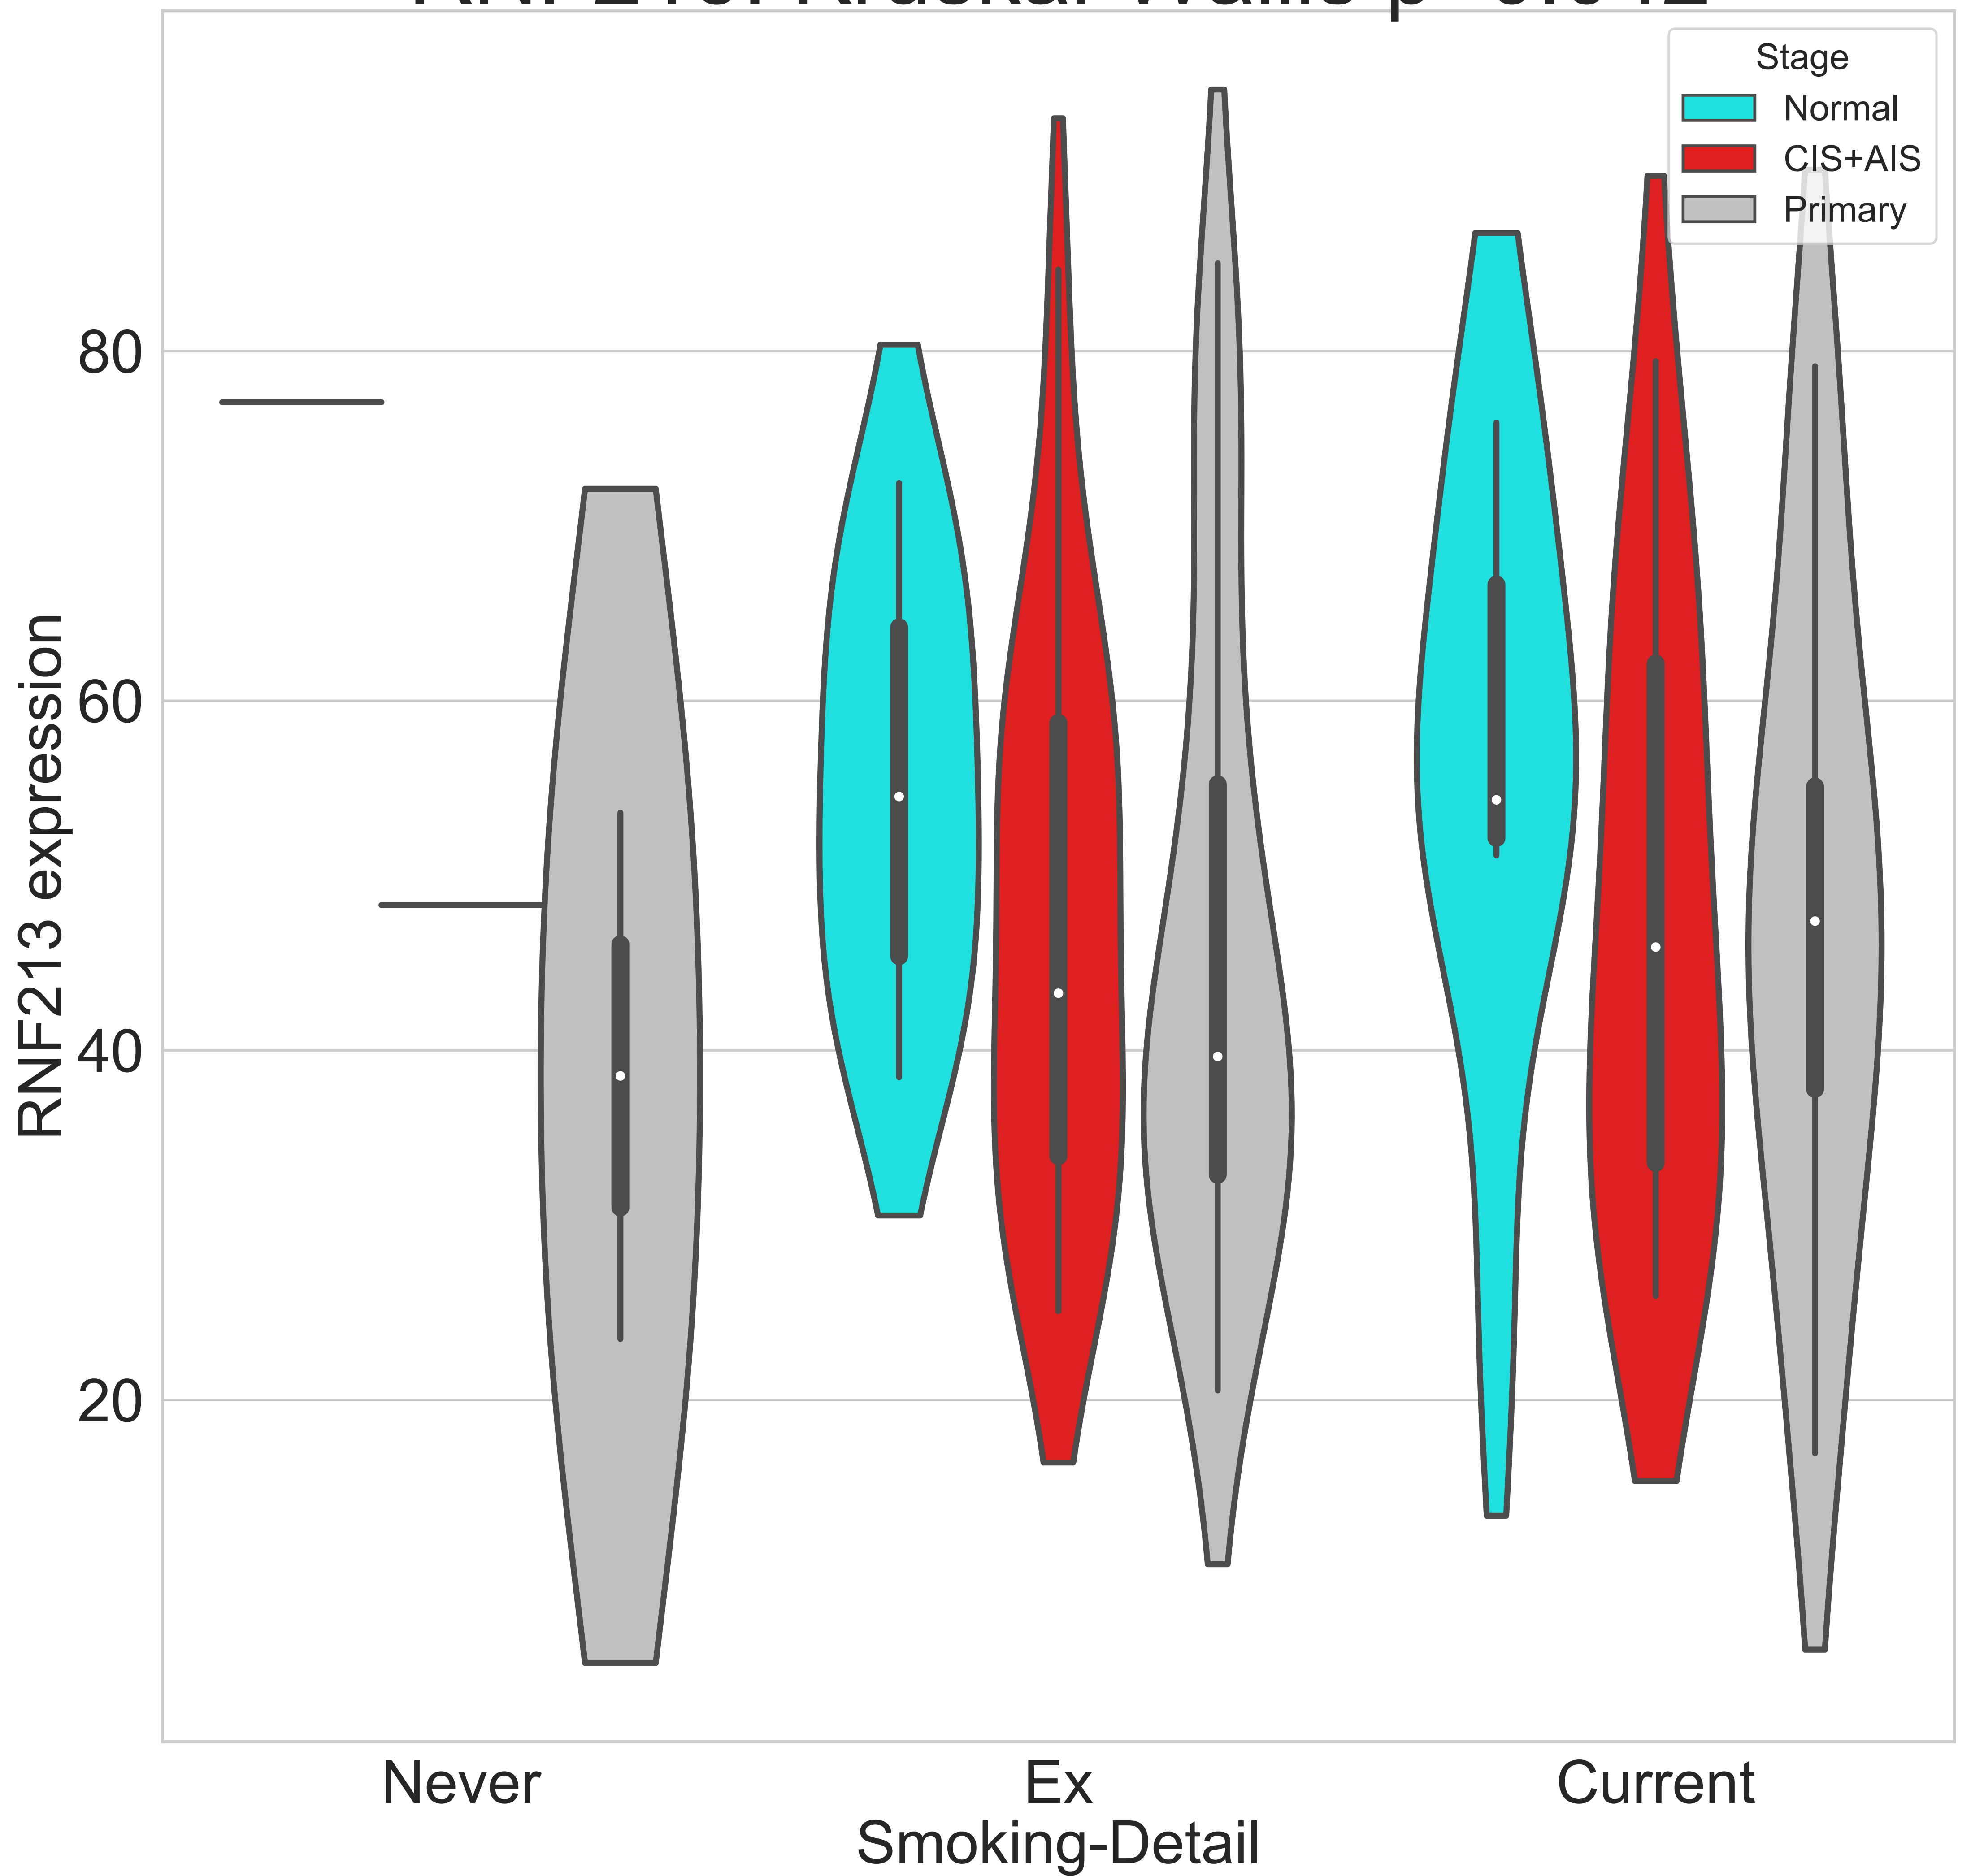 Stage
Normal
CIS+AIS
Primary
80
60
40
20
RNF213 expression
Never
Ex
Current
Smoking-Detail